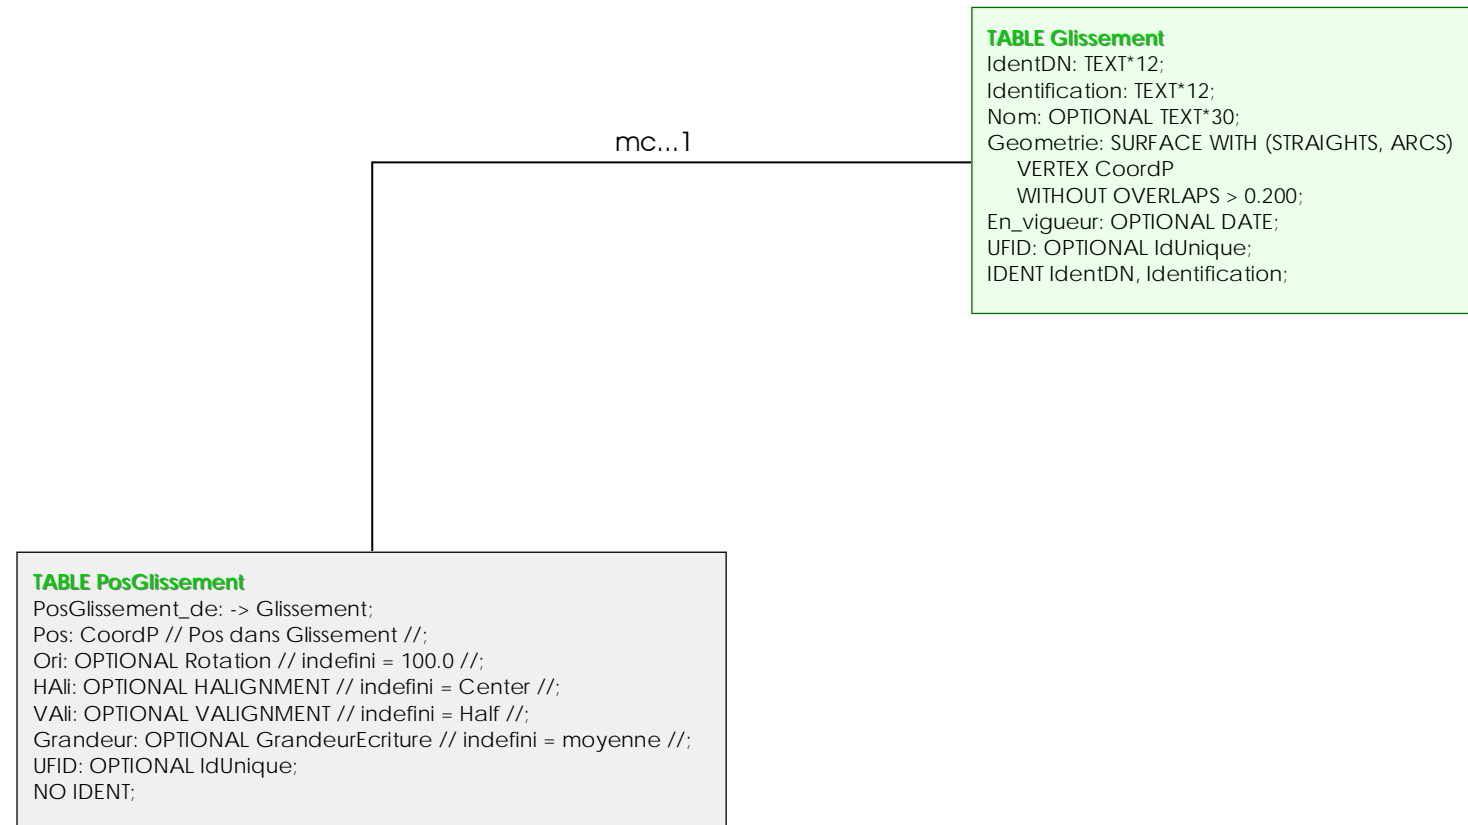 TABLE Glissement
IdentDN: TEXT*12;
Identification: TEXT*12;
Nom: OPTIONAL TEXT*30;
Geometrie: SURFACE WITH (STRAIGHTS, ARCS)
VERTEX CoordP
WITHOUT OVERLAPS > 0.200;
En_vigueur: OPTIONAL DATE;
UFID: OPTIONAL IdUnique;
IDENT IdentDN, Identification;
mc...1
TABLE PosGlissement
PosGlissement_de: -> Glissement;
Pos: CoordP // Pos dans Glissement //;
Ori: OPTIONAL Rotation // indefini = 100.0 //;
HAli: OPTIONAL HALIGNMENT // indefini = Center //;
VAli: OPTIONAL VALIGNMENT // indefini = Half //;
Grandeur: OPTIONAL GrandeurEcriture // indefini = moyenne //;
UFID: OPTIONAL IdUnique;
NO IDENT;